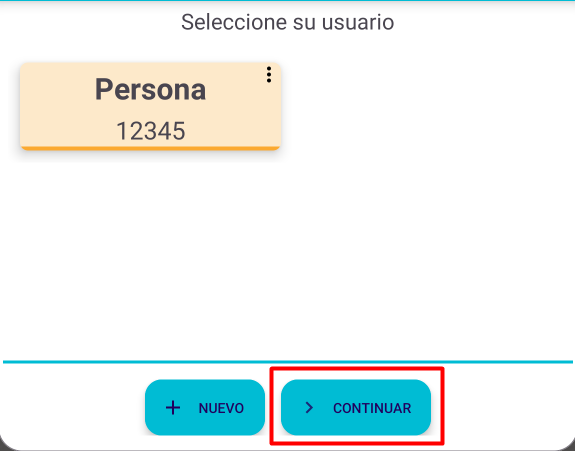 Seleccione su usuario
Persona
12345
NUEVO
CONTINUAR